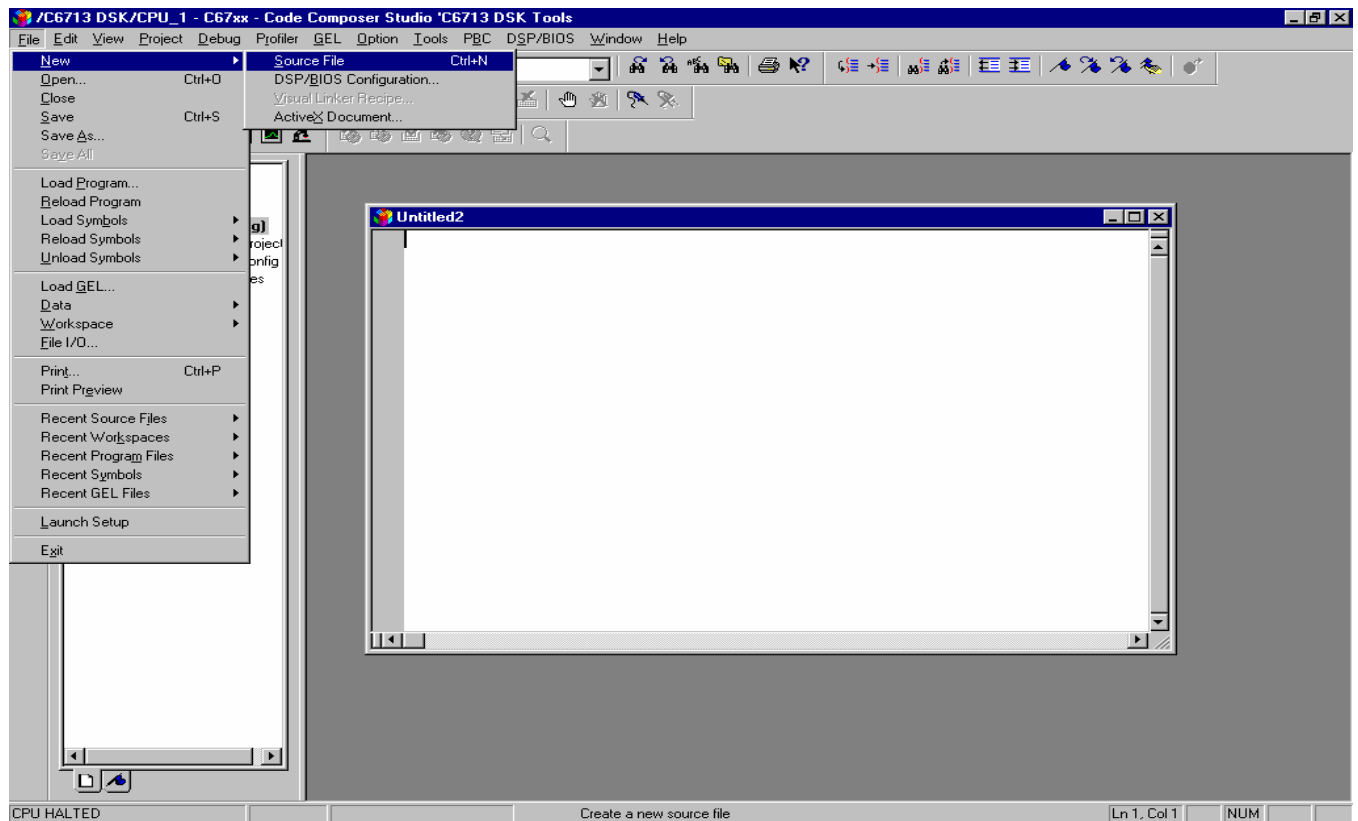 /C6713 DSK/CPU_1 - C67xx - Code Composer Studio 'C6713 DSK Tools
File Edit View Project Debug Profiler GEL Option Tools PBC DSP/BIOS Window Help
New
Open... Ctrl+O
Close
Save Ctrl+S
Save As...
Save All
Load Program...
Reload Program
Load Symbols
Reload Symbols
Unload Symbols
Load GEL...
Data
Workspace
File I/O...
Print... Ctrl+P
Print Preview
Recent Source Files
Recent Workspaces
Recent Program Files
Recent Symbols
Recent GEL Files
Launch Setup
Exit
Source File Ctrl+N
DSP/BIOS Configuration...
Visual Linker Recipe...
ActiveX Document...
g)
roject
onfig
es
Untitled2
CPU HALTED Create a new source file Ln 1, Col 1 NUM